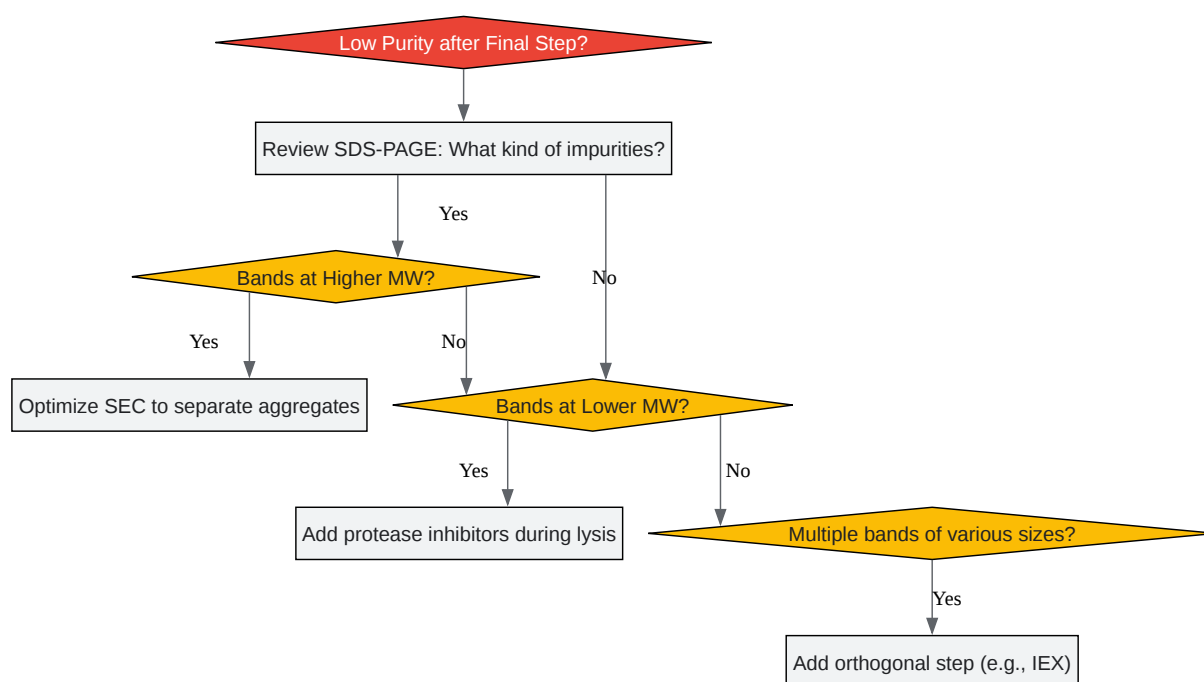 Low Purity after Final Step?
Review SDS-PAGE: What kind of impurities?
Yes
Bands at Higher MW?
No
Yes
No
Optimize SEC to separate aggregates
Bands at Lower MW?
Yes
No
Add protease inhibitors during lysis
Multiple bands of various sizes?
Yes
Add orthogonal step (e.g., IEX)